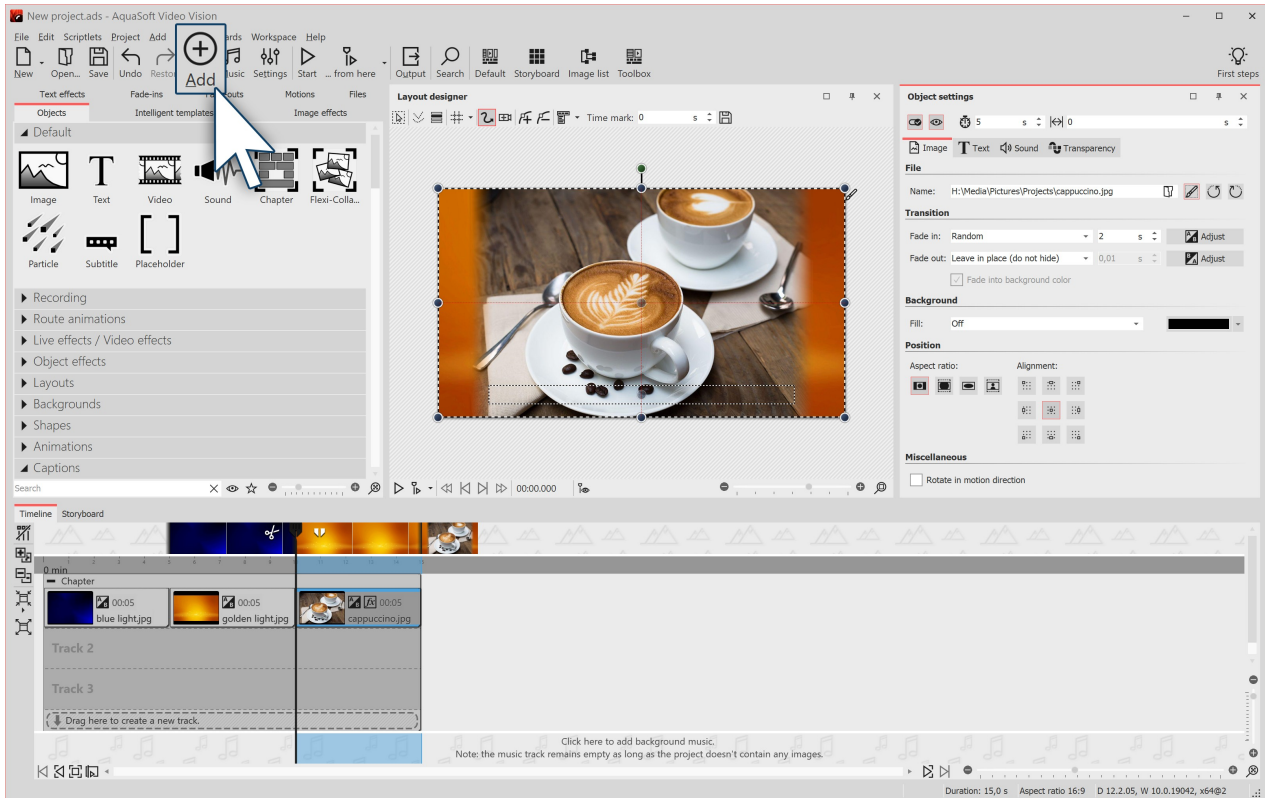 New project.ads - AquaSoft Video Vision
File Edit Scriptlets Project Add ards Workspace Help
New Open... Save Undo Restor Add Music Settings Start ... from here Output Search Default Storyboard Image list Toolbox First steps
Text effects Fade-ins Fade-outs Motions Files
Objects Intelligent templates Image effects
Default
Image Text Video Sound Chapter Flexi-Colla...
Particle Subtitle Placeholder
Recording
Route animations
Live effects / Video effects
Object effects
Layouts
Backgrounds
Shapes
Animations
Captions
Search
Layout designer
Time mark: 0 s
00:00.000
Object settings
5 s 0 s
Image Text Sound Transparency
File
Name: H:\Media\Pictures\Projects\cappuccino.jpg
Transition
Fade in: Random 2 s Adjust
Fade out: Leave in place (do not hide) 0,01 s Adjust
Fade into background color
Background
Fill: Off
Position
Aspect ratio: Alignment:
Miscellaneous
Rotate in motion direction
Timeline Storyboard
0 min
Chapter
00:05 00:05 fx 00:05
blue light.jpg golden light.jpg cappuccino.jpg
Track 2
Track 3
Drag here to create a new track.
Click here to add background music.
Note: the music track remains empty as long as the project doesn't contain any images.
Duration: 15,0 s Aspect ratio 16:9 D 12.2.05, W 10.0.19042, x64@2